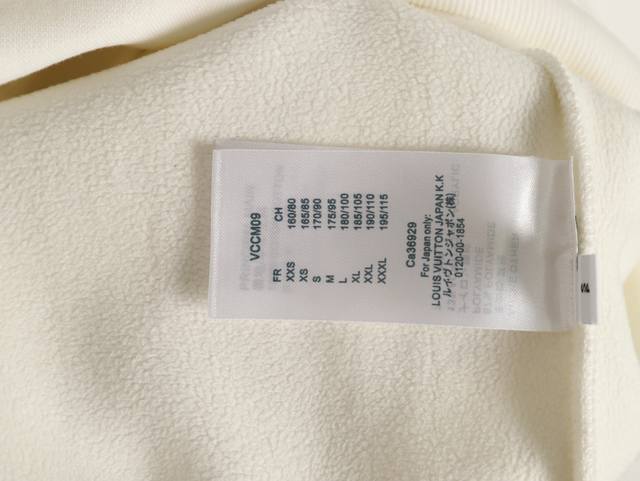 VCCM09
FR CH
XXS 160/80
XS 165/85
S 170/90
M 175/95
L 180/100
XL 185/105
XXL 190/110
XXXL 195/115
Ca36929
For Japan only:
LOUIS VUITTON JAPAN K.K
ルイヴィトンジャパン(株)
0120-00-1854